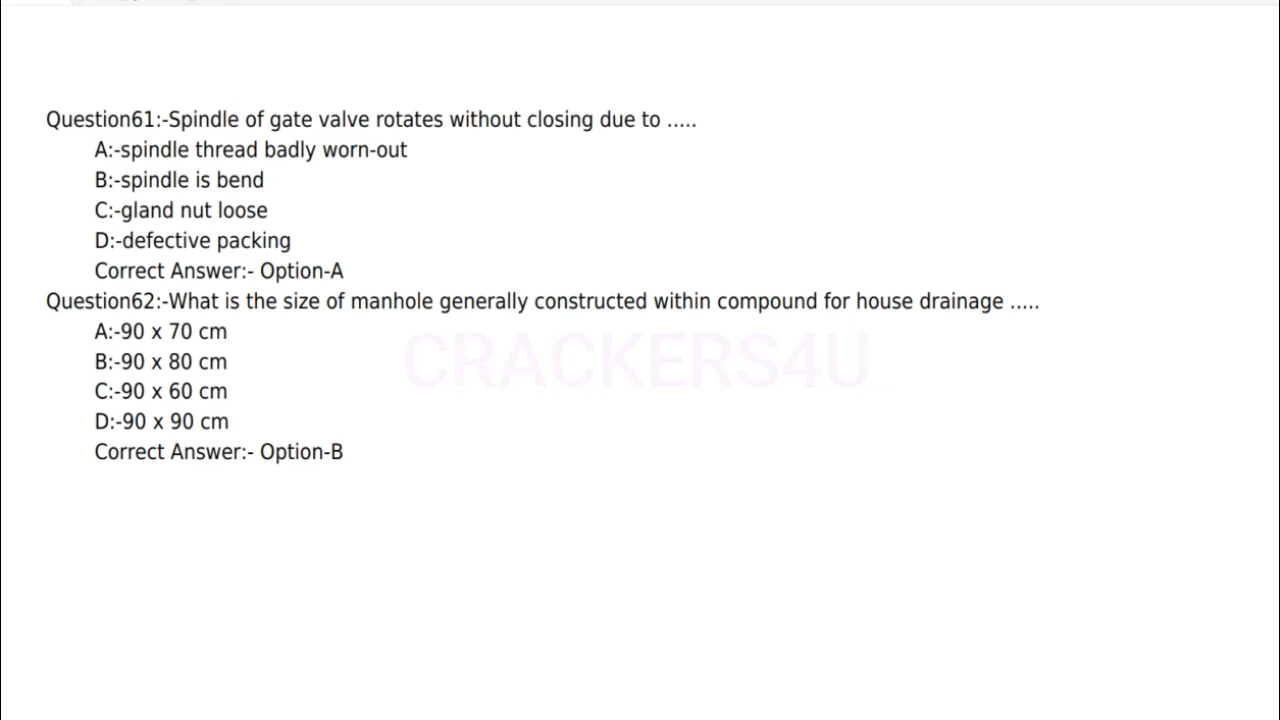 Question61:-Spindle of gate valve rotates without closing due to .....
A:-spindle thread badly worn-out
B:-spindle is bend
C:-gland nut loose
D:-defective packing
Correct Answer:- Option-A
Question62:-What is the size of manhole generally constructed within compound for house drainage .....
A:-90 x 70 cm
B:-90 x 80 cm
CRACKERS4U
C:-90 x 60 cm
D:-90 x 90 cm
Correct Answer:- Option-B